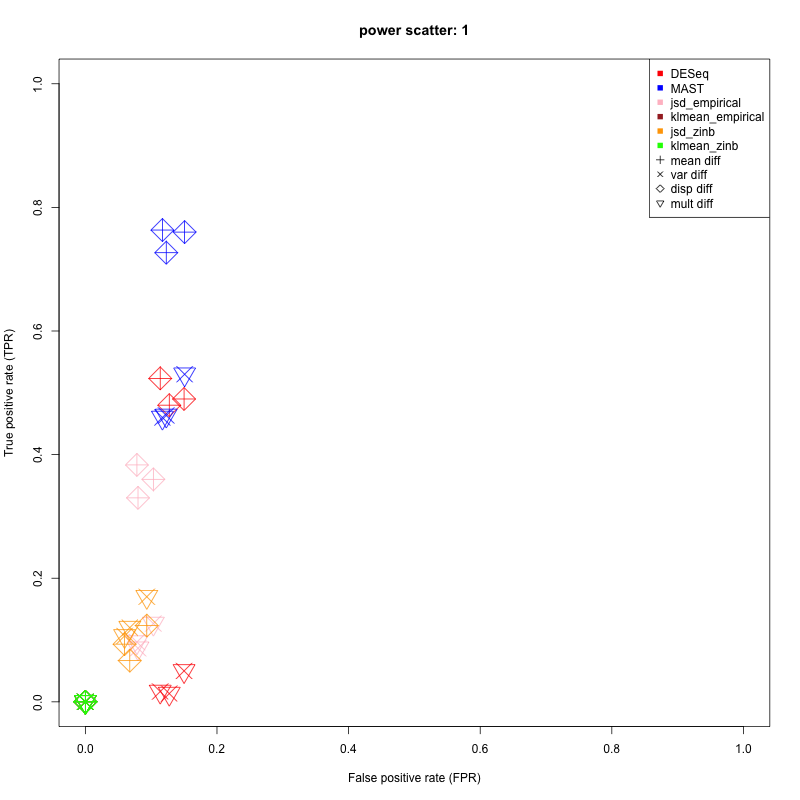 power scatter: 1
DESeq
MAST
jsd_empirical
klmean_empirical
jsd_zinb
klmean_zinb
mean diff
var diff
disp diff
mult diff
True positive rate (TPR)
1.0
0.8
0.6
0.4
0.2
0.0
0.0 0.2 0.4 0.6 0.8 1.0
False positive rate (FPR)